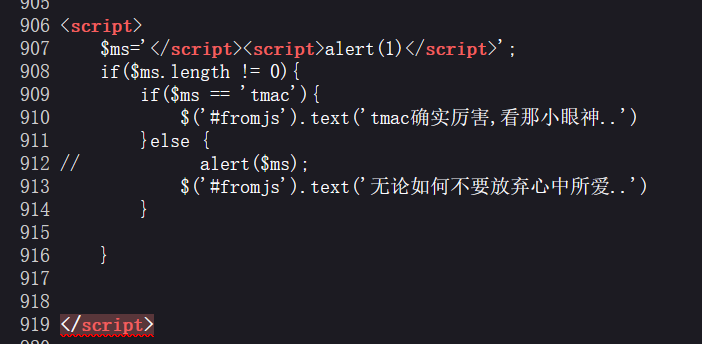 905
906 <script>
907     $ms='</script><script>alert(1)</script>';
908     if($ms.length != 0){
909         if($ms == 'tmac'){
910             $('#fromjs').text('tmac确实厉害,看那小眼神..')
911         }else {
912 //            alert($ms);
913             $('#fromjs').text('无论如何不要放弃心中所爱..')
914         }
915
916     }
917
918
919 </script>